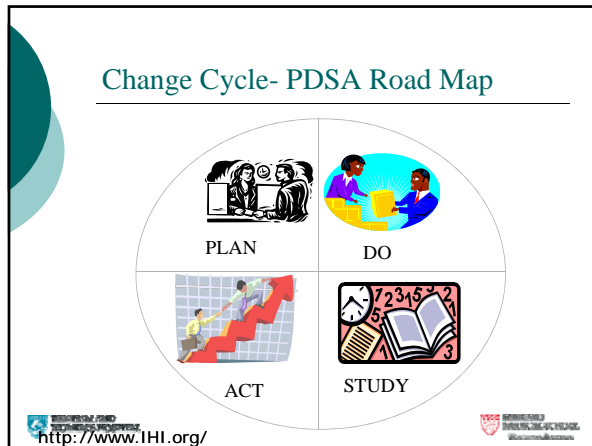 Change Cycle- PDSA Road Map
PLAN
DO
ACT
STUDY
http://www.IHI.org/